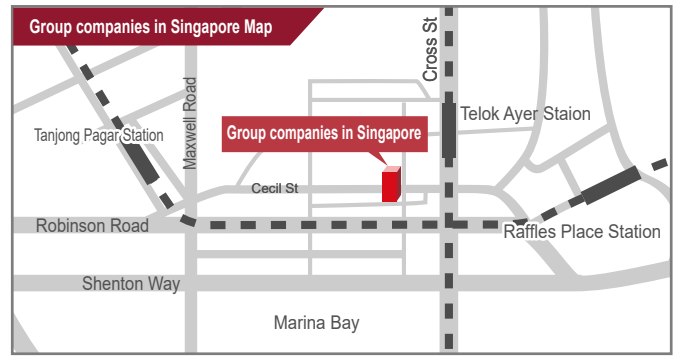 Group companies in Singapore Map
Cross St
Maxwell Road
Telok Ayer Staion
Tanjong Pagar Station
Group companies in Singapore
Cecil St
Robinson Road
Raffles Place Station
Shenton Way
Marina Bay